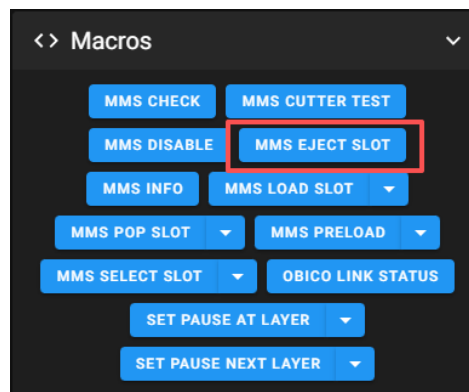 <> Macros
MMS CHECK MMS CUTTER TEST
MMS DISABLE MMS EJECT SLOT
MMS INFO MMS LOAD SLOT
MMS POP SLOT MMS PRELOAD
MMS SELECT SLOT OBICO LINK STATUS
SET PAUSE AT LAYER
SET PAUSE NEXT LAYER